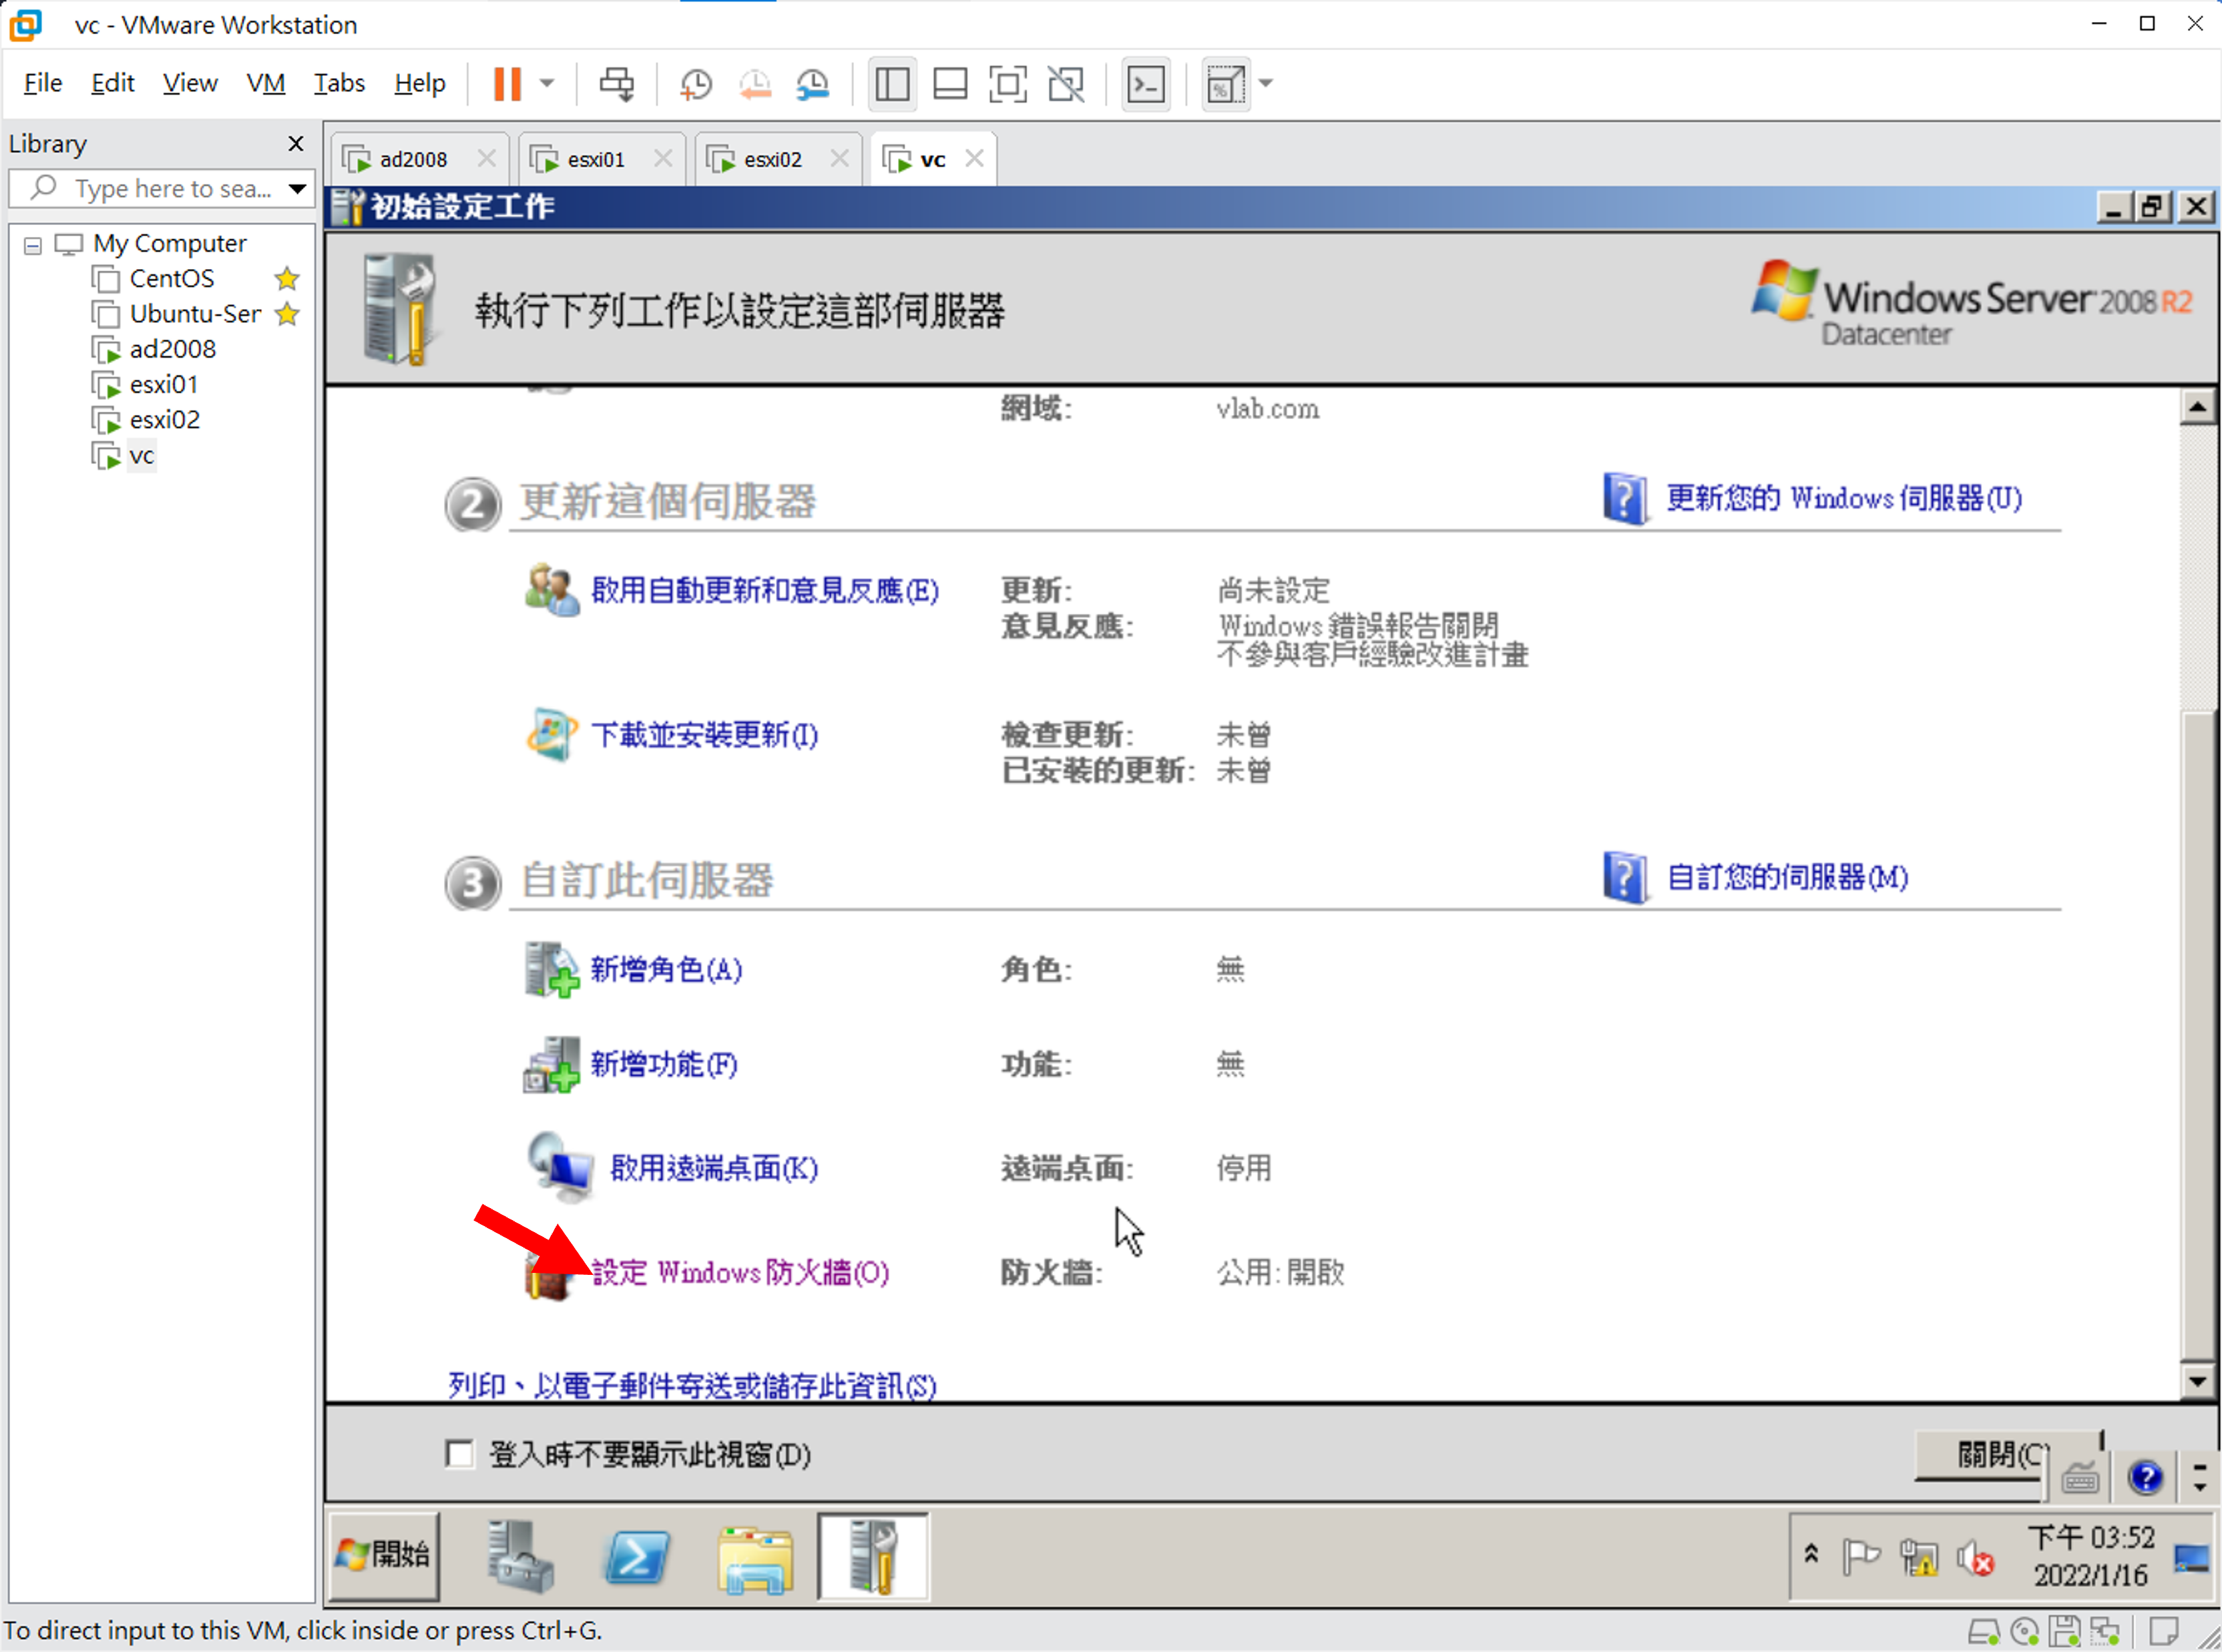 vc - VMware Workstation
File Edit View VM Tabs Help
Library
Type here to sea...
My Computer
CentOS
Ubuntu-Ser
ad2008
esxi01
esxi02
vc
ad2008 esxi01 esxi02 vc
初始設定工作
執行下列工作以設定這部伺服器
Windows Server 2008 R2
Datacenter
網域: vlab.com
2 更新這個伺服器 更新您的 Windows 伺服器(U)
啟用自動更新和意見反應(E) 更新: 尚未設定
意見反應: Windows 錯誤報告關閉
不參與客戶經驗改進計畫
下載並安裝更新(I) 檢查更新: 未曾
已安裝的更新: 未曾
3 自訂此伺服器 自訂您的伺服器(M)
新增角色(A) 角色: 無
新增功能(F) 功能: 無
啟用遠端桌面(K) 遠端桌面: 停用
設定 Windows 防火牆(O) 防火牆: 公用: 開啟
列印、以電子郵件寄送或儲存此資訊(S)
登入時不要顯示此視窗(D)
關閉(C)
開始
下午 03:52
2022/1/16
To direct input to this VM, click inside or press Ctrl+G.